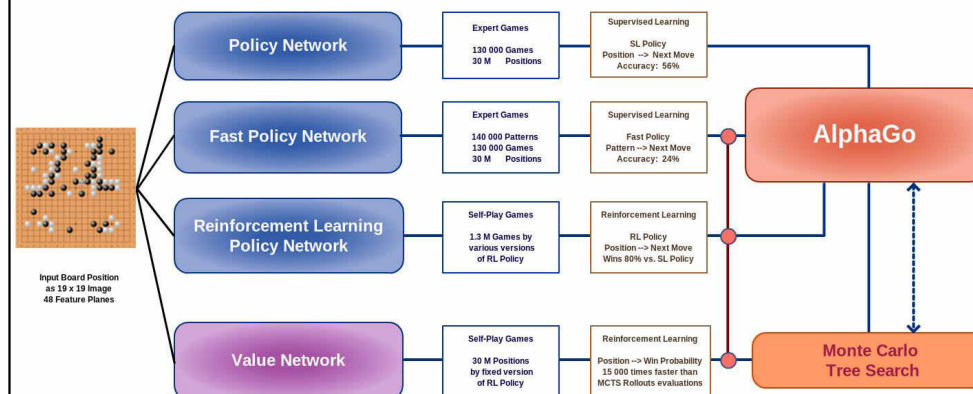 Policy Network
Expert Games
130 000 Games
30 M Positions
Supervised Learning
SL Policy
Position --> Next Move
Accuracy: 56%
Fast Policy Network
Expert Games
140 000 Patterns
130 000 Games
30 M Positions
Supervised Learning
Fast Policy
Pattern --> Next Move
Accuracy: 24%
AlphaGo
Input Board Position
as 19 x 19 Image
48 Feature Planes
Reinforcement Learning
Policy Network
Self-Play Games
1.3 M Games by
various versions
of RL Policy
Reinforcement Learning
RL Policy
Position --> Next Move
Wins 80% vs. SL Policy
Value Network
Self-Play Games
30 M Positions
by fixed version
of RL Policy
Reinforcement Learning
Position --> Win Probability
15 000 times faster than
MCTS Rollouts evaluations
Monte Carlo
Tree Search